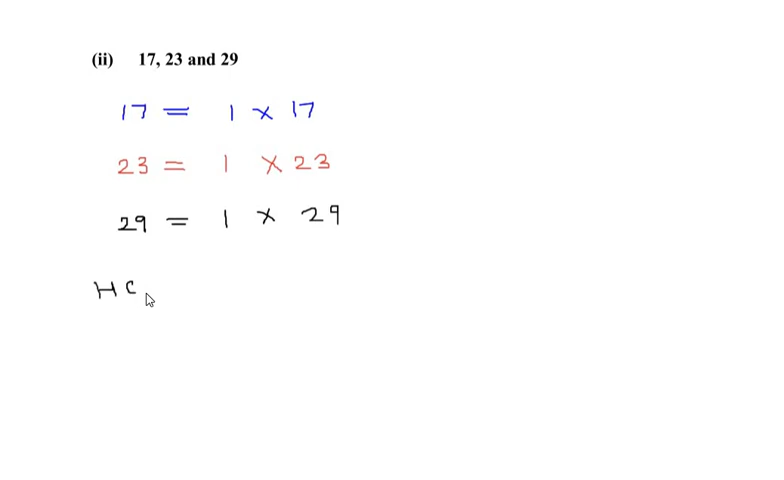 (ii) 17, 23 and 29
17 = 1 × 17
23 = 1 × 23
29 = 1 × 29
HC